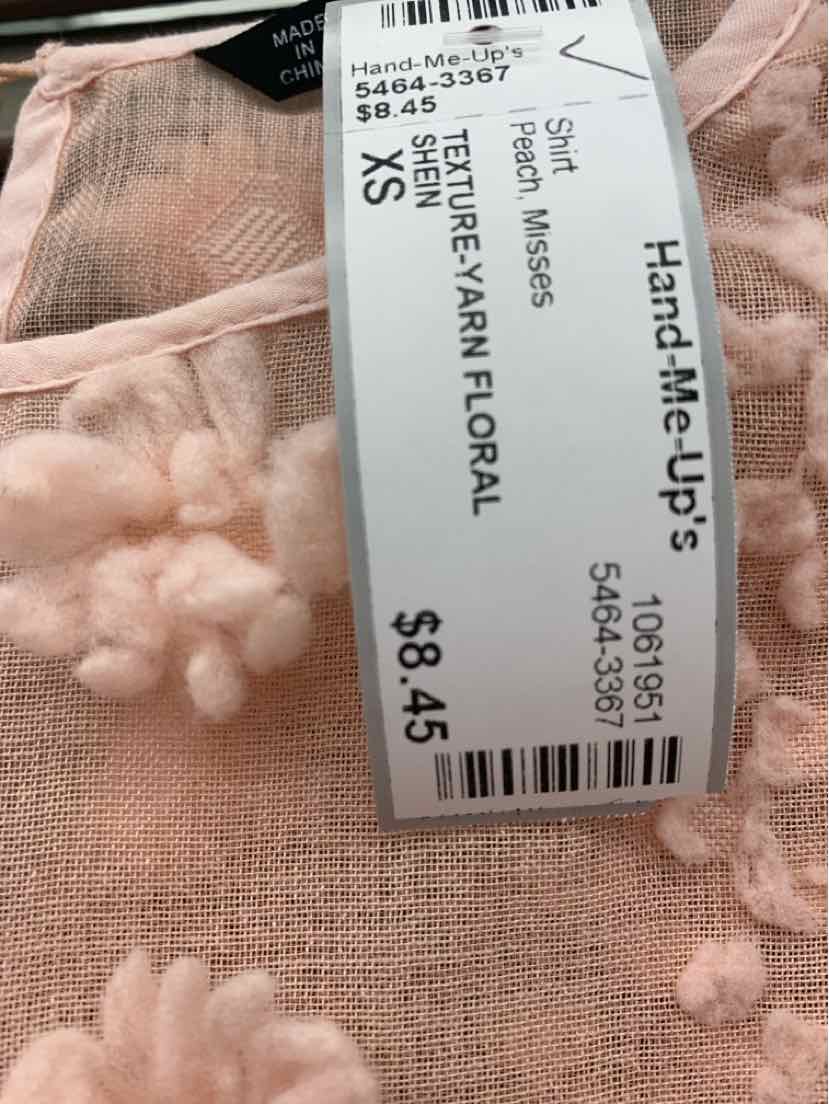 MADE
IN
CHIN
Hand-Me-Up's
5464-3367
$8.45
Hand-Me-Up's
1061951
5464-3367
Shirt
Peach, Misses
TEXTURE-YARN FLORAL
SHEIN
XS
$8.45